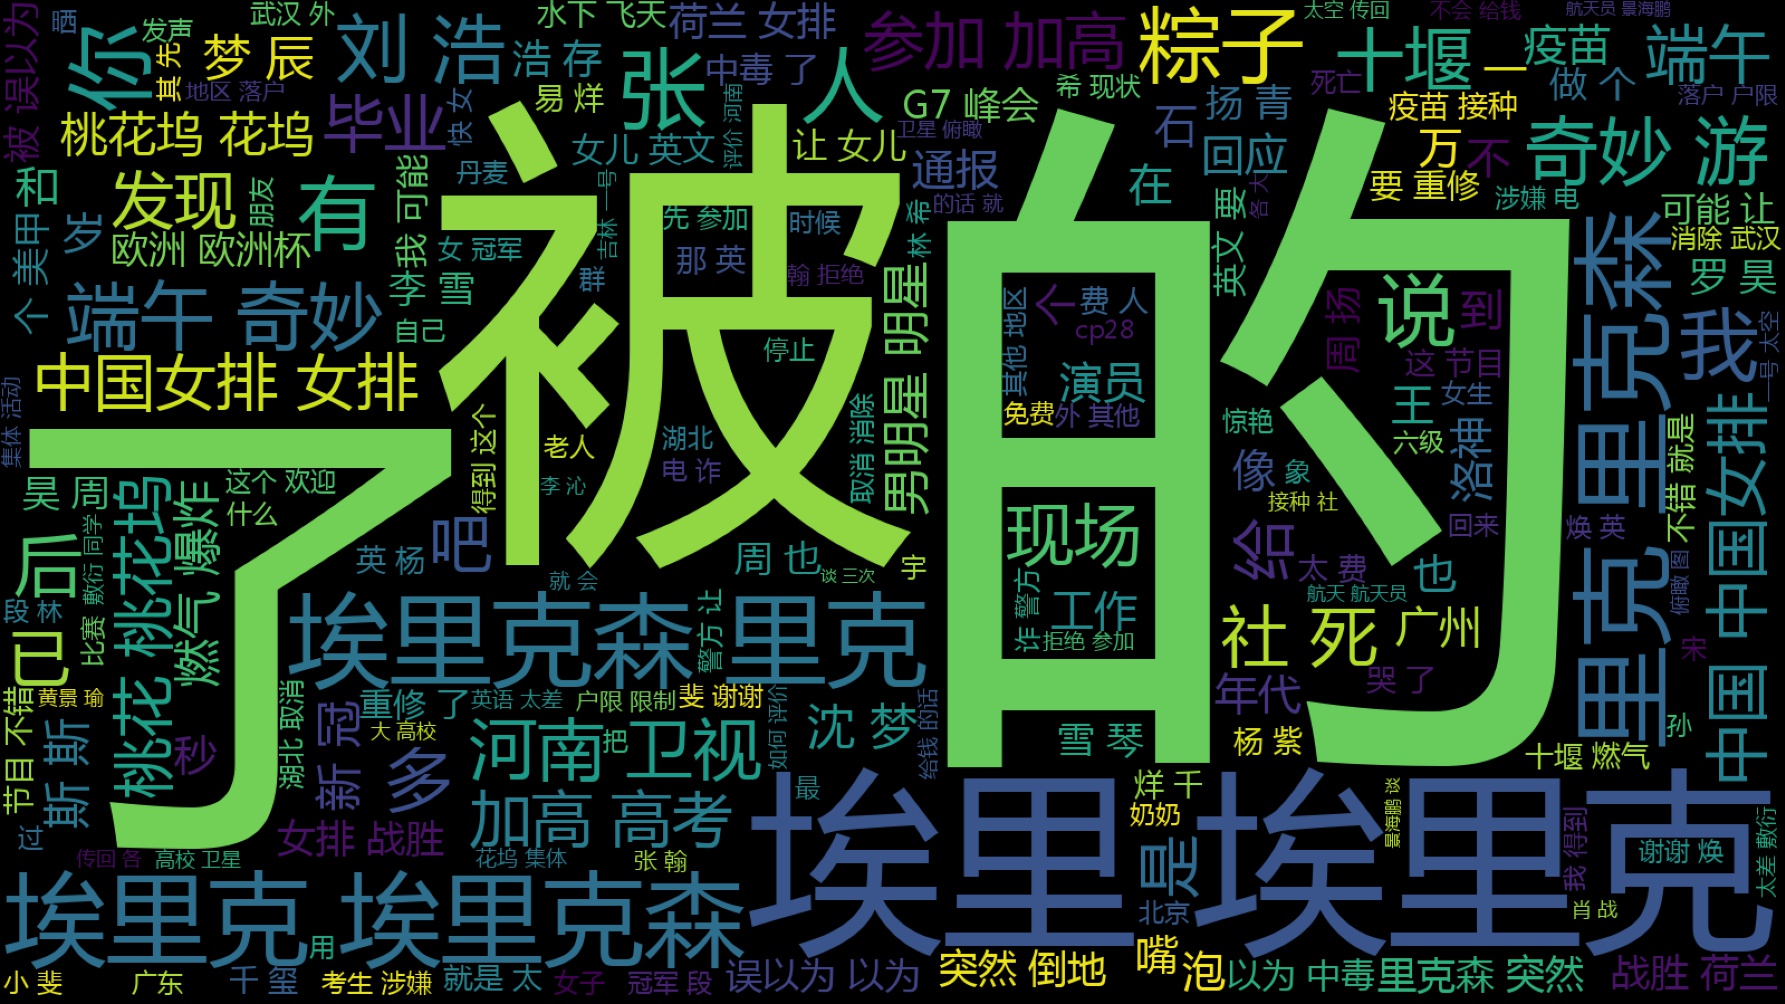 被 误以为
晒
武汉 外
发声
水下 飞天
荷兰 女排
太空 传回
不会 给钱
航天员 景海鹏
你
其 先
梦 辰
刘 浩
浩 存
张
中毒 了
人
参加 加高
粽子
十堰 一
疫苗
端午
地区 落户
易 烊
河南
G7 峰会
希 现状
死亡
做 个
落户 户限
桃花坞 花坞
毕业
快 女
女儿 英文
评价
让 女儿
卫星 俯瞰
石
扬 青
疫苗 接种
万
不
奇妙 游
回应
和
发现
朋友
有
我 可能
丹麦
吉林 一号
通报
的话 就
在
各 大
要 重修
涉嫌 电
可能 让
个 美甲
岁
欧洲 欧洲杯
女 冠军
先 参加
时候
林 希
英文 要
消除 武汉
李 雪
群
那 英
翰 拒绝
罗 昊
端午 奇妙
自己
被
的
停止
男明星 明星
其他 地区
个
费 人
cp28
周 扬
说
到
里克 里克森
我
一号 太空
中国女排 女排
集体 活动
得到 这个
老人
湖北
电 诈
取消 消除
演员
免费
外 其他
这 节目
王
女生
惊艳
六级
洛神
不错 就是
中国 中国女排
了
昊 周
同学
这个 欢迎
什么
李 沁
像
象
接种 社
回来
焕 英
后
敷衍
桃花 桃花坞
燃气 爆炸
吧
英 杨
周 也
谈 三次
宇
现场
给
太 费
也
俯瞰 图
段 林
就 会
诈 警方
工作
航天 航天员
已
比赛
埃里克森 里克
警方 让
拒绝 参加
社 死
广州
宋
黄景 瑜
节目 不错
斯 斯
秒
湖北 取消
重修 了
英语 太差
户限 限制
斐 谢谢
如何 评价
沈 梦
给钱 的话
年代
哭 了
孙
新 冠
大 高校
多
河南 卫视
把
雪 琴
杨 紫
十堰 燃气
过
加高 高考
最
烊 千
奶奶
景海鹏 谈
我 得到
谢谢 焕
太差 敷衍
女排 战胜
传回 各
高校 卫星
花坞 集体
张 翰
埃里 埃里克
是
北京
肖 战
埃里克 埃里克森
用
小 斐
广东
千 玺
考生 涉嫌
就是 太
女子
冠军 段
误以为 以为
突然 倒地
嘴
泡
以为 中毒
里克森 突然
战胜 荷兰